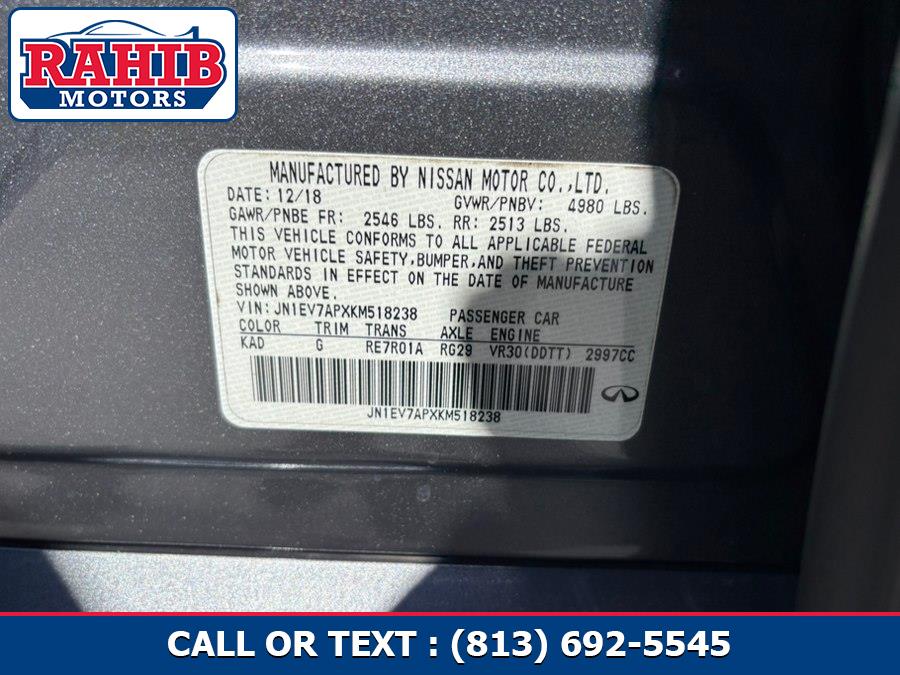 RAHIB
MOTORS
MANUFACTURED BY NISSAN MOTOR CO.,LTD.
DATE: 12/18 GVWR/PNBV: 4980 LBS.
GAWR/PNBE FR: 2546 LBS. RR: 2513 LBS.
THIS VEHICLE CONFORMS TO ALL APPLICABLE FEDERAL
MOTOR VEHICLE SAFETY,BUMPER,AND THEFT PREVENTION
STANDARDS IN EFFECT ON THE DATE OF MANUFACTURE
SHOWN ABOVE.
VIN:JN1EV7APXKM518238 PASSENGER CAR
COLOR TRIM TRANS AXLE ENGINE
KAD G RE7R01A RG29 VR30(DDTT) 2997CC
JN1EV7APXKM518238
CALL OR TEXT : (813) 692-5545